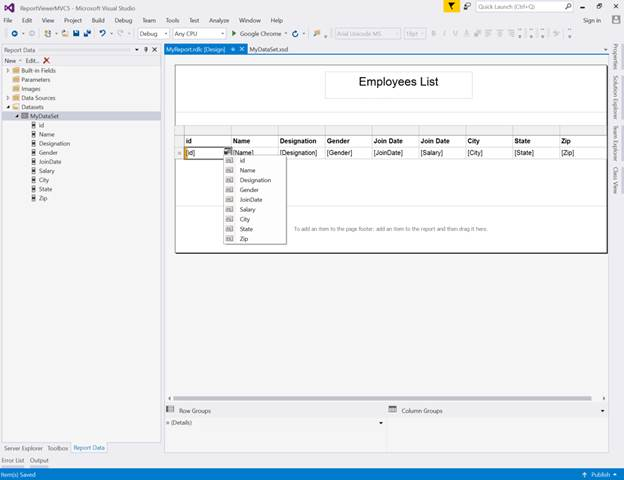 ReportViewerMVC5 - Microsoft Visual Studio
Quick Launch (Ctrl+Q)
File Edit View Project Build Debug Team Tools Test Analyze Window Help
Sign in
Debug Any CPU Google Chrome Arial Unicode MS 18pt
Report Data
New Edit...
Built-in Fields
Parameters
Images
Data Sources
Datasets
MyDataSet
id
Name
Designation
Gender
JoinDate
Salary
City
State
Zip
MyReport.rdlc [Design] MyDataSet.xsd
Employees List
id Name Designation Gender Join Date Join Date City State Zip
[id] [Name] [Designation] [Gender] [JoinDate] [Salary] [City] [State] [Zip]
id
Name
Designation
Gender
JoinDate
Salary
City
State
Zip
To add an item to the page footer: add an item to the report and then drag it here.
Row Groups Column Groups
(Details)
Properties
Solution Explorer
Team Explorer
Class View
Server Explorer Toolbox Report Data
Error List Output
Item(s) Saved
Publish